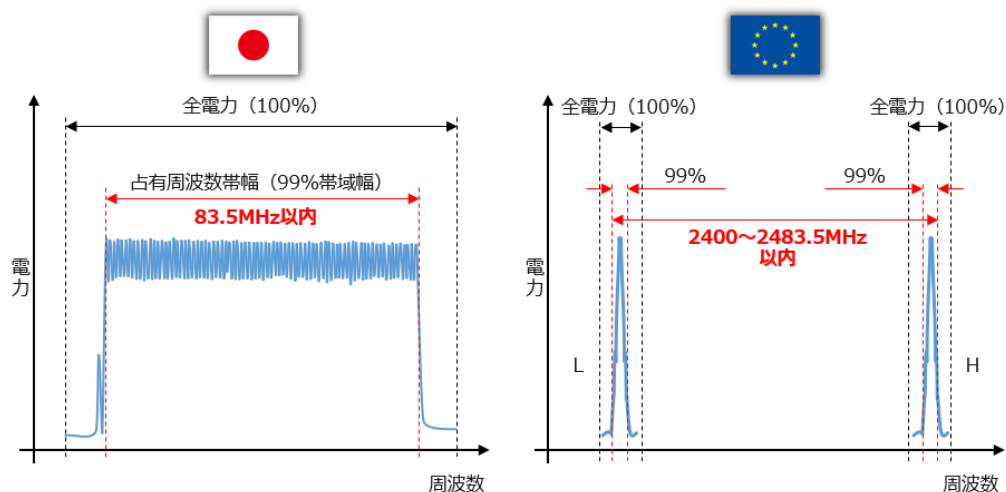 全電力（100%）
占有周波数帯幅（99%帯域幅）
83.5MHz以内
電力
周波数
全電力（100%）
全電力（100%）
99%
99%
2400～2483.5MHz
以内
電力
L
H
周波数